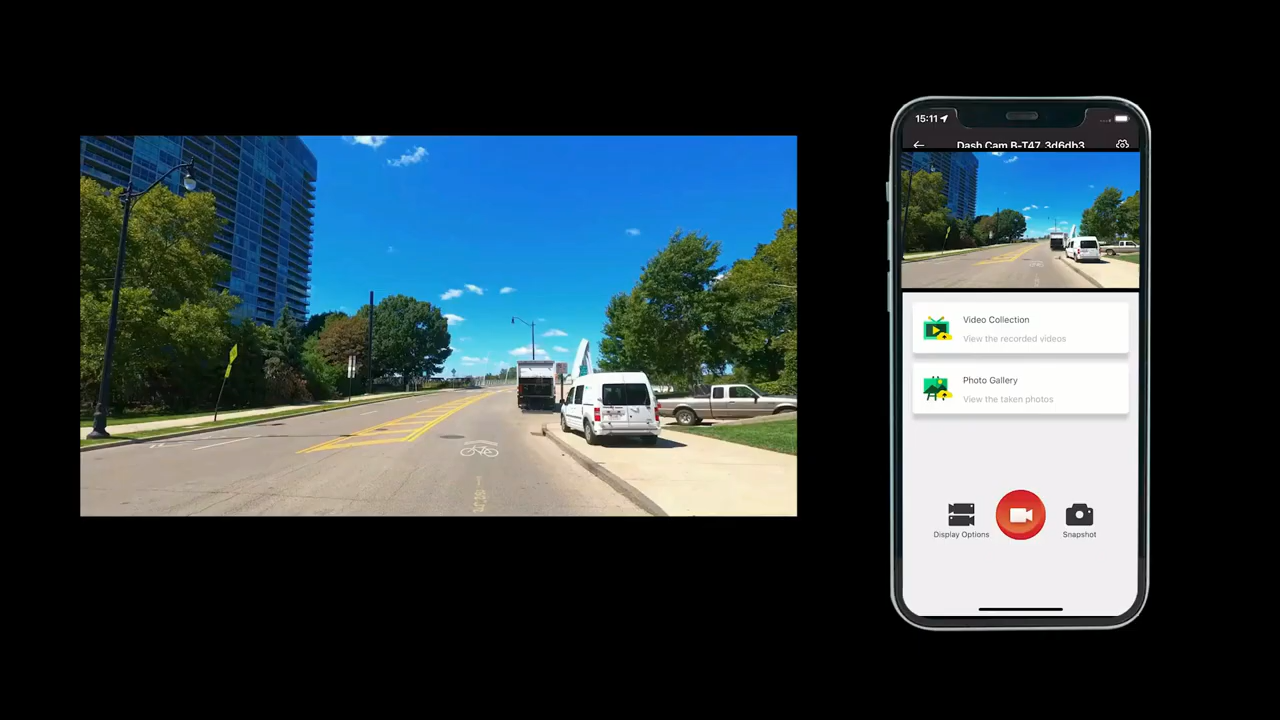 15:11
Dash Cam B-T47_3d6db3
Video Collection
View the recorded videos
Photo Gallery
View the taken photos
Display Options
Snapshot